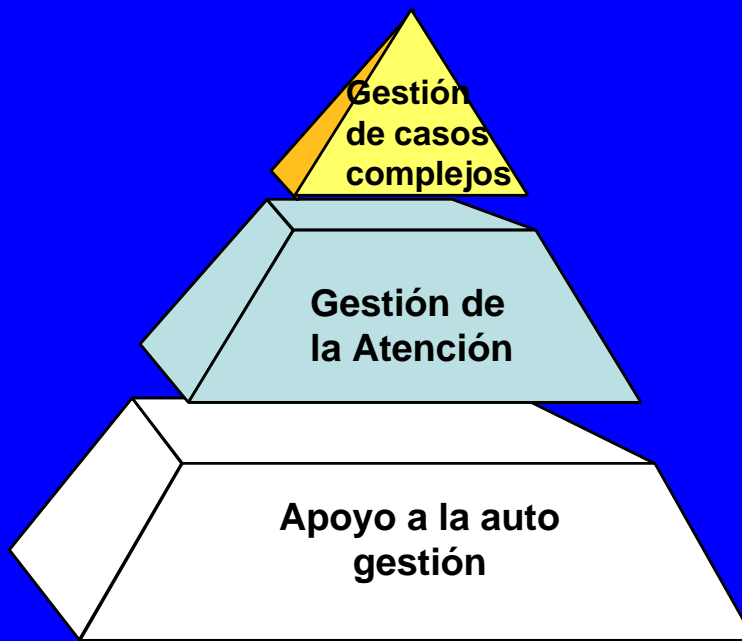 Gestión
de casos
complejos
Gestión de
la Atención
Apoyo a la auto
gestión